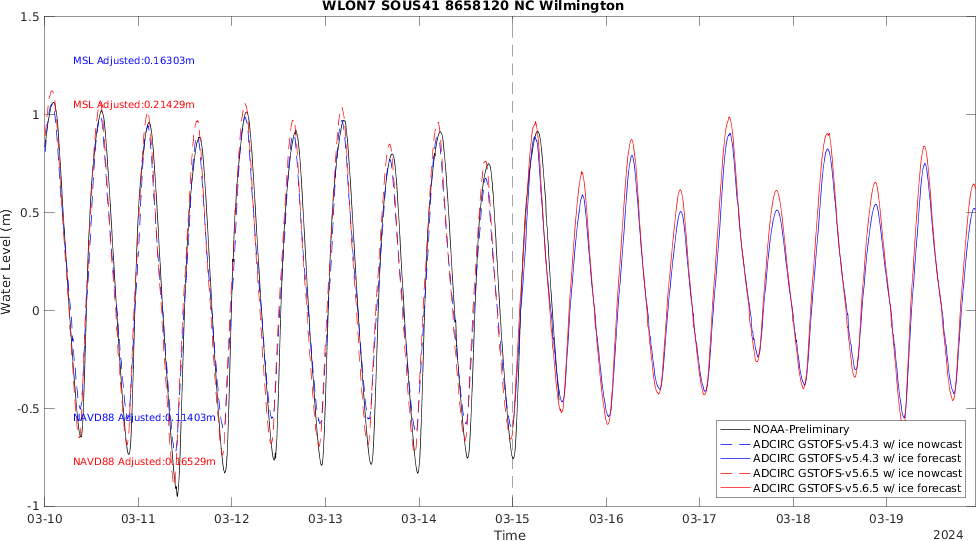 WLON7 SOUS41 8658120 NC Wilmington
1.5
MSL Adjusted:0.16303m
MSL Adjusted:0.21429m
1
0.5
Water Level (m)
0
-0.5
NAVD88 Adjusted:0.11403m
NAVD88 Adjusted:0.16529m
-1
NOAA-Preliminary
ADCIRC GSTOFS-v5.4.3 w/ ice nowcast
ADCIRC GSTOFS-v5.4.3 w/ ice forecast
ADCIRC GSTOFS-v5.6.5 w/ ice nowcast
ADCIRC GSTOFS-v5.6.5 w/ ice forecast
03-10 03-11 03-12 03-13 03-14 03-15 03-16 03-17 03-18 03-19
Time
2024